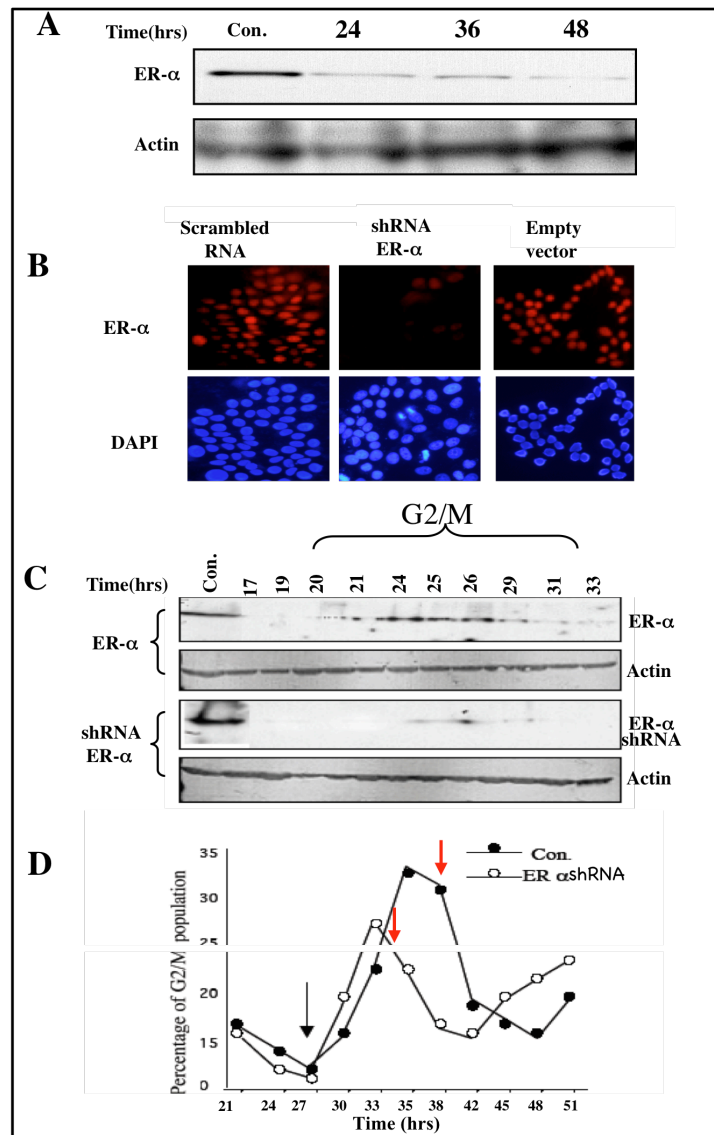 A
Time(hrs) Con. 24 36 48
ER-α
Actin
B
Scrambled RNA
shRNA ER-α
Empty vector
ER-α
DAPI
G2/M
C
Time(hrs) Con. 17 19 20 21 24 25 26 29 31 33
ER-α
ER-α
Actin
shRNA ER-α
ER-α shRNA
Actin
D
Con.
ER αshRNA
Percentage of G2/M population
35
30
25
20
15
0
21 24 27 30 33 35 38 42 45 48 51
Time (hrs)